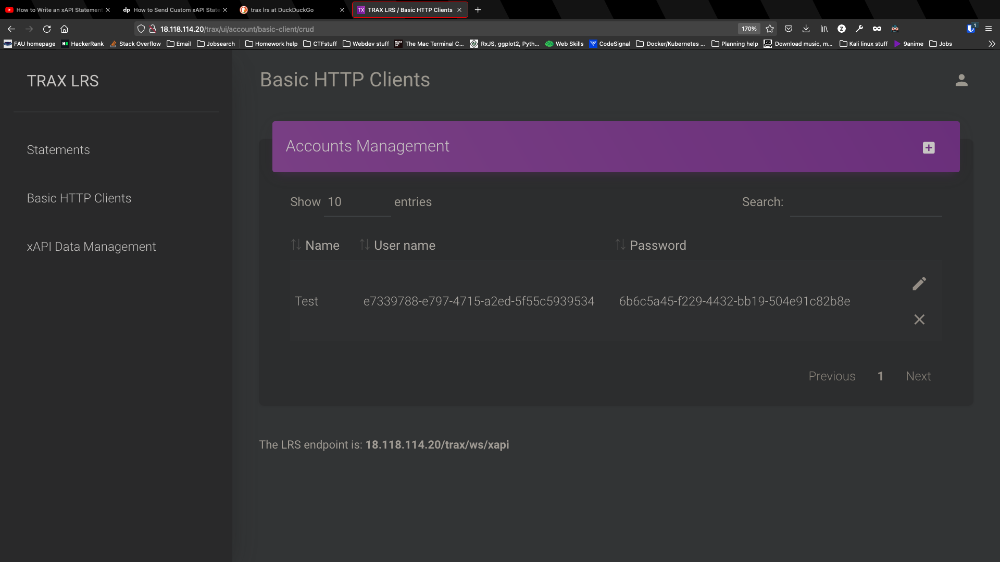 How to Write an xAPI Statement
How to Send Custom xAPI State
trax lrs at DuckDuckGo
TRAX LRS / Basic HTTP Clients
18.118.114.20/trax/ui/account/basic-client/crud
170%
1
FAU homepage
HackerRank
Stack Overflow
Email
Jobsearch
Homework help
CTFstuff
Webdev stuff
The Mac Terminal C...
RxJS, ggplot2, Pyth...
Web Skills
CodeSignal
Docker/Kubernetes ...
Planning help
Download music, m...
Kali linux stuff
9anime
Jobs
TRAX LRS
Statements
Basic HTTP Clients
xAPI Data Management
Basic HTTP Clients
Accounts Management
Show 10 entries
Search:
Name User name Password
Test e7339788-e797-4715-a2ed-5f55c5939534 6b6c5a45-f229-4432-bb19-504e91c82b8e
Previous 1 Next
The LRS endpoint is: 18.118.114.20/trax/ws/xapi